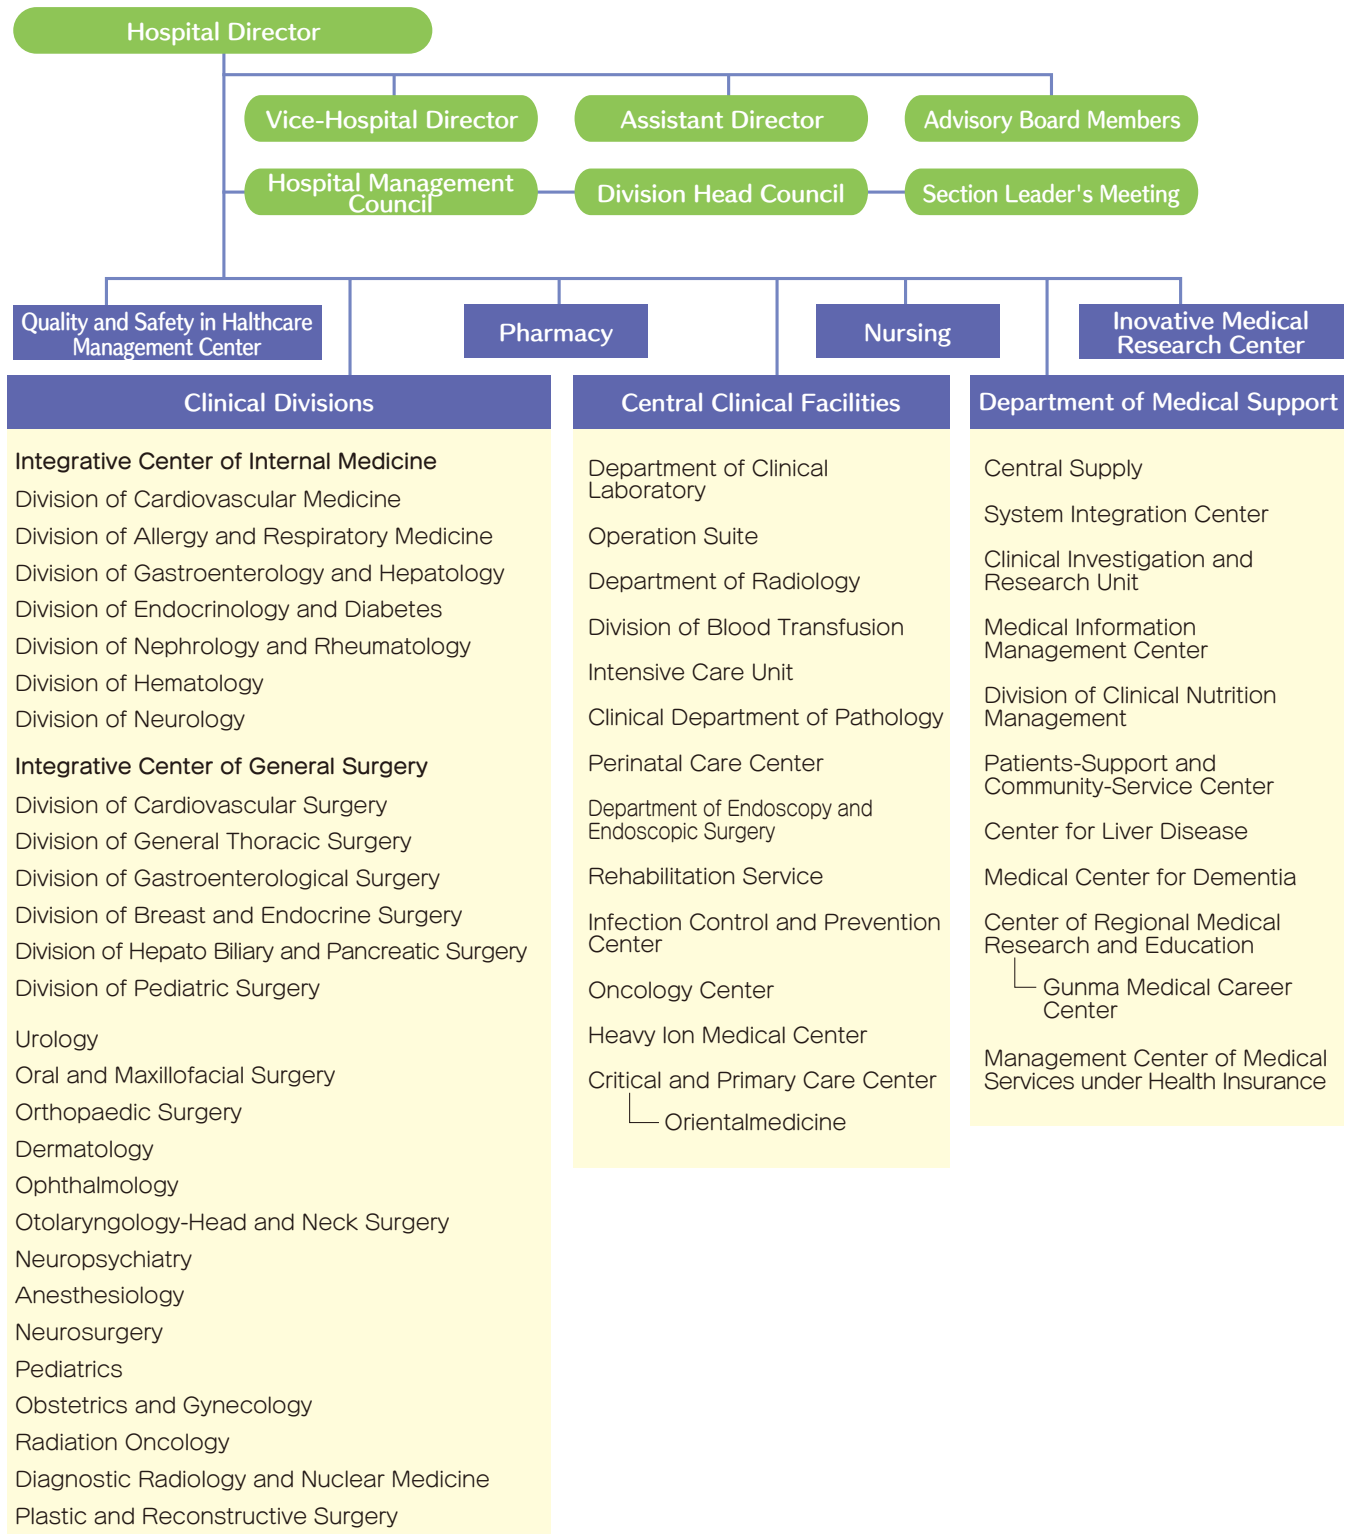 Hospital Director
Vice-Hospital Director
Assistant Director
Advisory Board Members
Hospital Management
Council
Division Head Council
Section Leader's Meeting
Quality and Safety in Halthcare
Management Center
Pharmacy
Nursing
Inovative Medical
Research Center
Clinical Divisions
Integrative Center of Internal Medicine
Division of Cardiovascular Medicine
Division of Allergy and Respiratory Medicine
Division of Gastroenterology and Hepatology
Division of Endocrinology and Diabetes
Division of Nephrology and Rheumatology
Division of Hematology
Division of Neurology
Integrative Center of General Surgery
Division of Cardiovascular Surgery
Division of General Thoracic Surgery
Division of Gastroenterological Surgery
Division of Breast and Endocrine Surgery
Division of Hepato Biliary and Pancreatic Surgery
Division of Pediatric Surgery
Urology
Oral and Maxillofacial Surgery
Orthopaedic Surgery
Dermatology
Ophthalmology
Otolaryngology-Head and Neck Surgery
Neuropsychiatry
Anesthesiology
Neurosurgery
Pediatrics
Obstetrics and Gynecology
Radiation Oncology
Diagnostic Radiology and Nuclear Medicine
Plastic and Reconstructive Surgery
Central Clinical Facilities
Department of Clinical
Laboratory
Operation Suite
Department of Radiology
Division of Blood Transfusion
Intensive Care Unit
Clinical Department of Pathology
Perinatal Care Center
Department of Endoscopy and
Endoscopic Surgery
Rehabilitation Service
Infection Control and Prevention
Center
Oncology Center
Heavy Ion Medical Center
Critical and Primary Care Center
Orientalmedicine
Department of Medical Support
Central Supply
System Integration Center
Clinical Investigation and
Research Unit
Medical Information
Management Center
Division of Clinical Nutrition
Management
Patients-Support and
Community-Service Center
Center for Liver Disease
Medical Center for Dementia
Center of Regional Medical
Research and Education
Gunma Medical Career
Center
Management Center of Medical
Services under Health Insurance